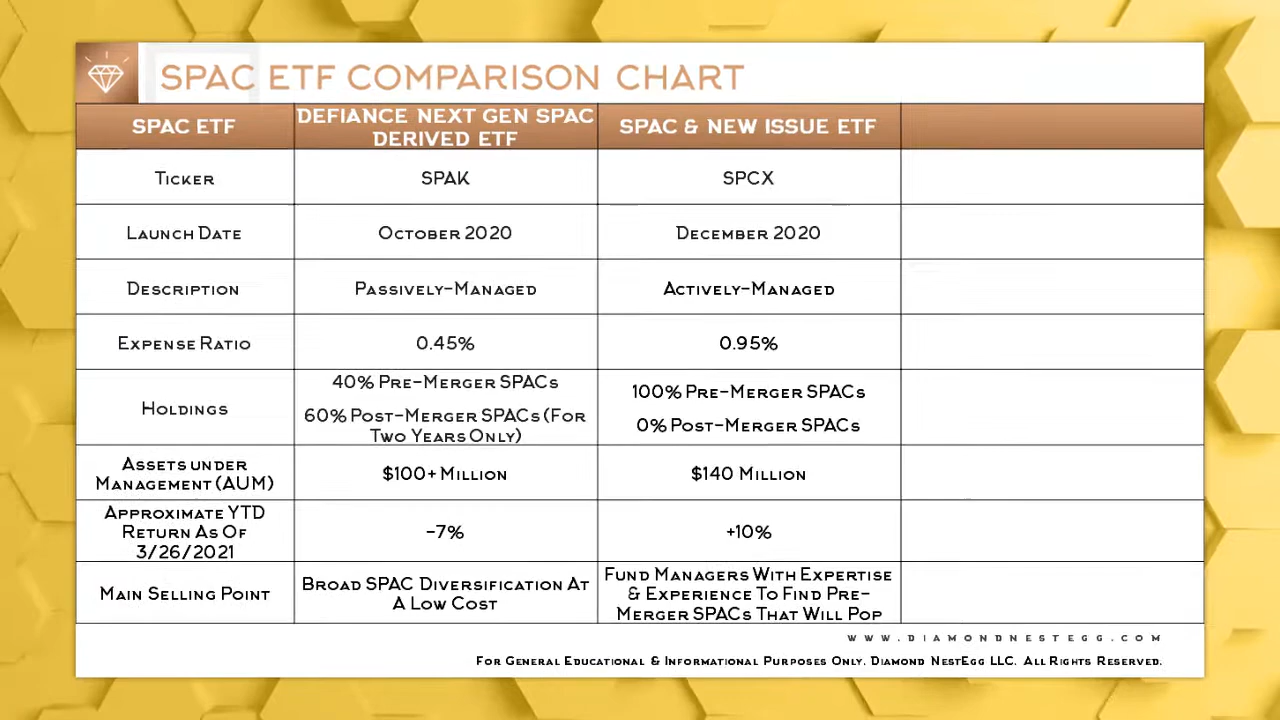 SPAC ETF COMPARISON CHART
SPAC ETF
DEFIANCE NEXT GEN SPAC
DERIVED ETF
SPAC & NEW ISSUE ETF
TICKER
SPAK
SPCX
LAUNCH DATE
OCTOBER 2020
DECEMBER 2020
DESCRIPTION
PASSIVELY-MANAGED
ACTIVELY-MANAGED
EXPENSE RATIO
0.45%
0.95%
HOLDINGS
40% PRE-MERGER SPACS
60% POST-MERGER SPACS (FOR
TWO YEARS ONLY)
100% PRE-MERGER SPACS
0% POST-MERGER SPACS
ASSETS UNDER
MANAGEMENT (AUM)
$100+ MILLION
$140 MILLION
APPROXIMATE YTD
RETURN AS OF
3/26/2021
-7%
+10%
MAIN SELLING POINT
BROAD SPAC DIVERSIFICATION AT
A LOW COST
FUND MANAGERS WITH EXPERTISE
& EXPERIENCE TO FIND PRE-
MERGER SPACS THAT WILL POP
WWW.DIAMONDNESTEGG.COM
FOR GENERAL EDUCATIONAL & INFORMATIONAL PURPOSES ONLY. DIAMOND NESTEGG LLC. ALL RIGHTS RESERVED.